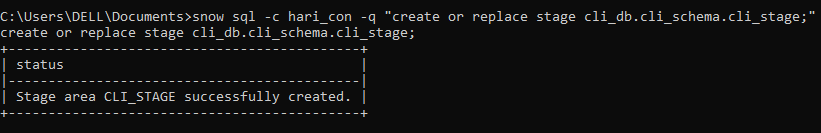 C:\Users\DELL\Documents>snow sql -c hari_con -q "create or replace stage cli_db.cli_schema.cli_stage;"
create or replace stage cli_db.cli_schema.cli_stage;
+--------------------------------------------+
| status                                     |
|--------------------------------------------|
| Stage area CLI_STAGE successfully created. |
+--------------------------------------------+